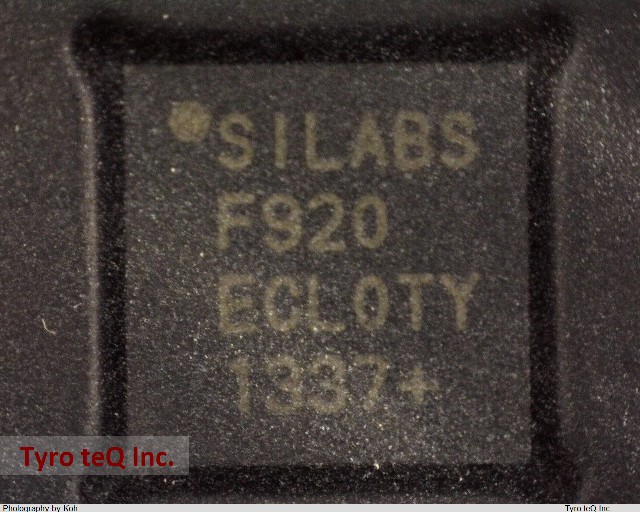 SILABS
F920
ECL0TY
1337+
Tyro teQ Inc.
Photography by Koh
Tyro teQ Inc